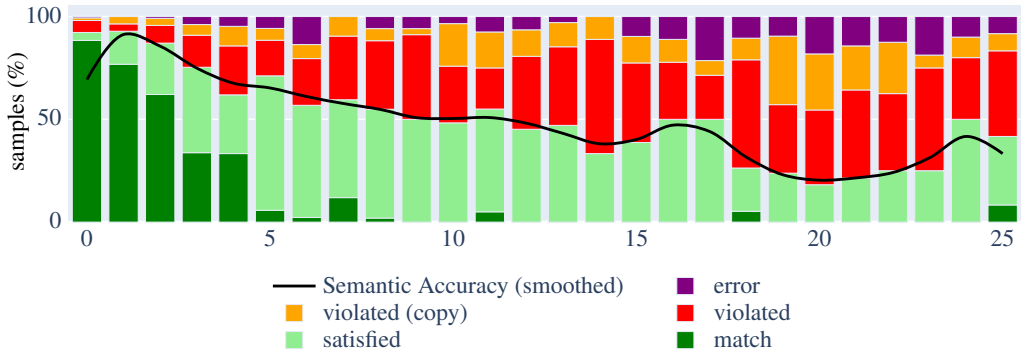 100
50
0
samples (%)
0 5 10 15 20 25
Semantic Accuracy (smoothed) error
violated (copy) violated
satisfied match